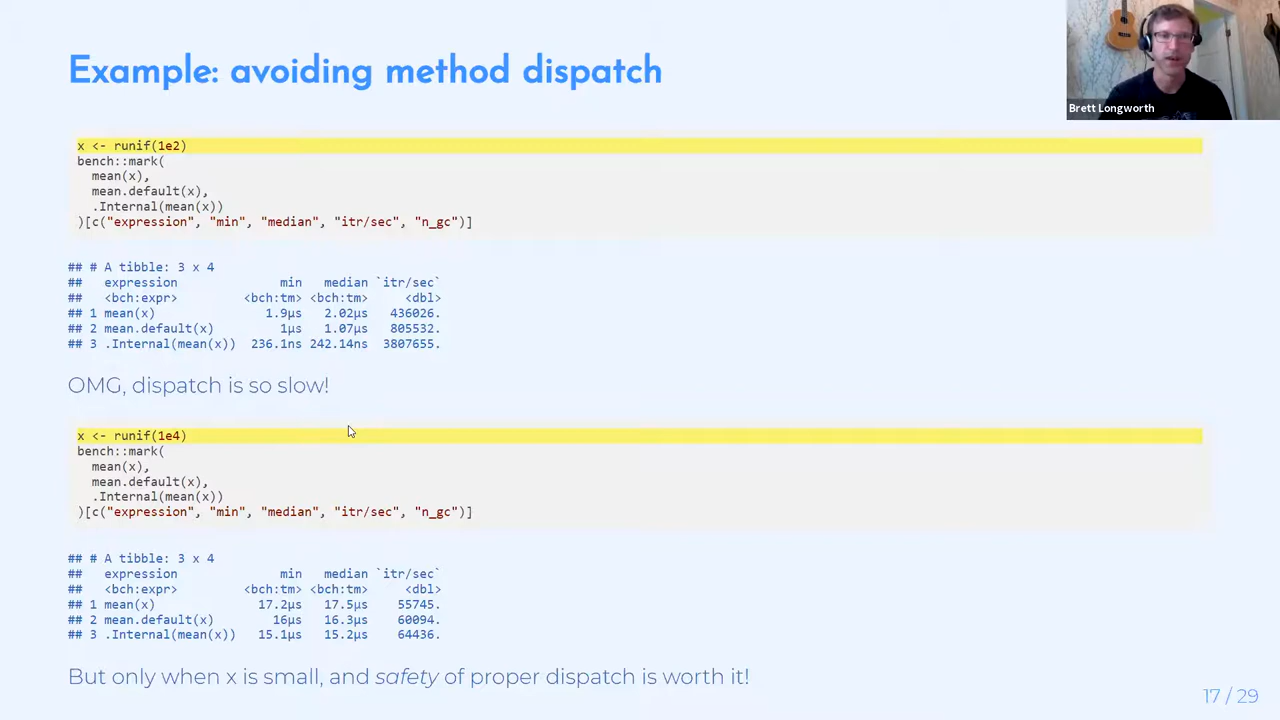 Example: avoiding method dispatch
Brett Longworth
x <- runif(1e2)
bench::mark(
  mean(x),
  mean.default(x),
  .Internal(mean(x))
)[c("expression", "min", "median", "itr/sec", "n_gc")]
## # A tibble: 3 x 4
##   expression              min   median `itr/sec`
##   <bch:expr>         <bch:tm> <bch:tm>     <dbl>
## 1 mean(x)               1.9µs   2.02µs   436026.
## 2 mean.default(x)         1µs   1.07µs   805532.
## 3 .Internal(mean(x))  236.1ns 242.14ns  3807655.
OMG, dispatch is so slow!
x <- runif(1e4)
bench::mark(
  mean(x),
  mean.default(x),
  .Internal(mean(x))
)[c("expression", "min", "median", "itr/sec", "n_gc")]
## # A tibble: 3 x 4
##   expression              min   median `itr/sec`
##   <bch:expr>         <bch:tm> <bch:tm>     <dbl>
## 1 mean(x)              17.2µs   17.5µs    55745.
## 2 mean.default(x)        16µs   16.3µs    60094.
## 3 .Internal(mean(x))   15.1µs   15.2µs    64436.
But only when x is small, and safety of proper dispatch is worth it!
17 / 29